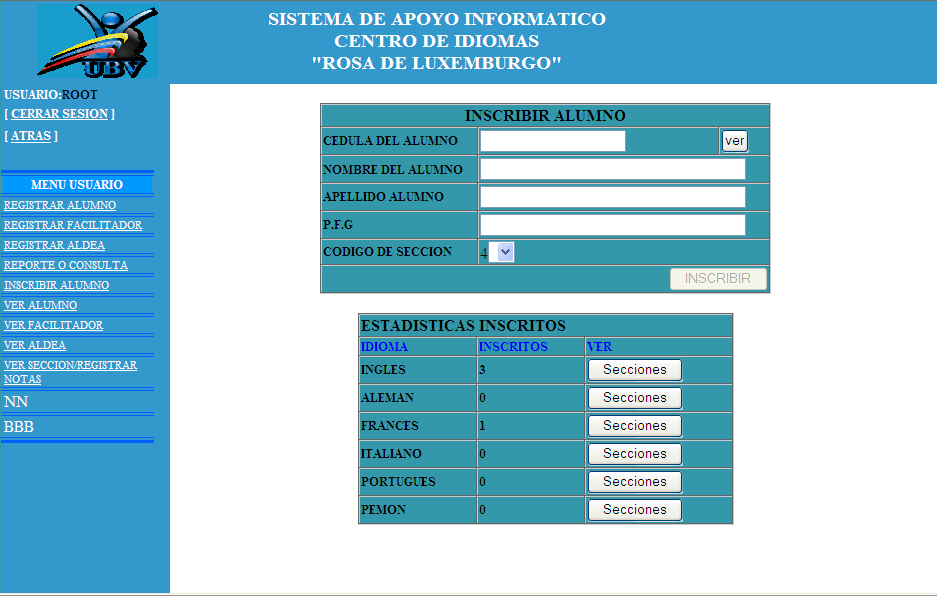 SISTEMA DE APOYO INFORMATICO
CENTRO DE IDIOMAS
"ROSA DE LUXEMBURGO"
UBV
USUARIO:ROOT
[ CERRAR SESION ]
[ ATRAS ]
MENU USUARIO
REGISTRAR ALUMNO
REGISTRAR FACILITADOR
REGISTRAR ALDEA
REPORTE O CONSULTA
INSCRIBIR ALUMNO
VER ALUMNO
VER FACILITADOR
VER ALDEA
VER SECCION/REGISTRAR
NOTAS
NN
BBB
INSCRIBIR ALUMNO
CEDULA DEL ALUMNO ver
NOMBRE DEL ALUMNO
APELLIDO ALUMNO
P.F.G
CODIGO DE SECCION 4
INSCRIBIR
ESTADISTICAS INSCRITOS
IDIOMA INSCRITOS VER
INGLES 3 Secciones
ALEMAN 0 Secciones
FRANCES 1 Secciones
ITALIANO 0 Secciones
PORTUGUES 0 Secciones
PEMON 0 Secciones